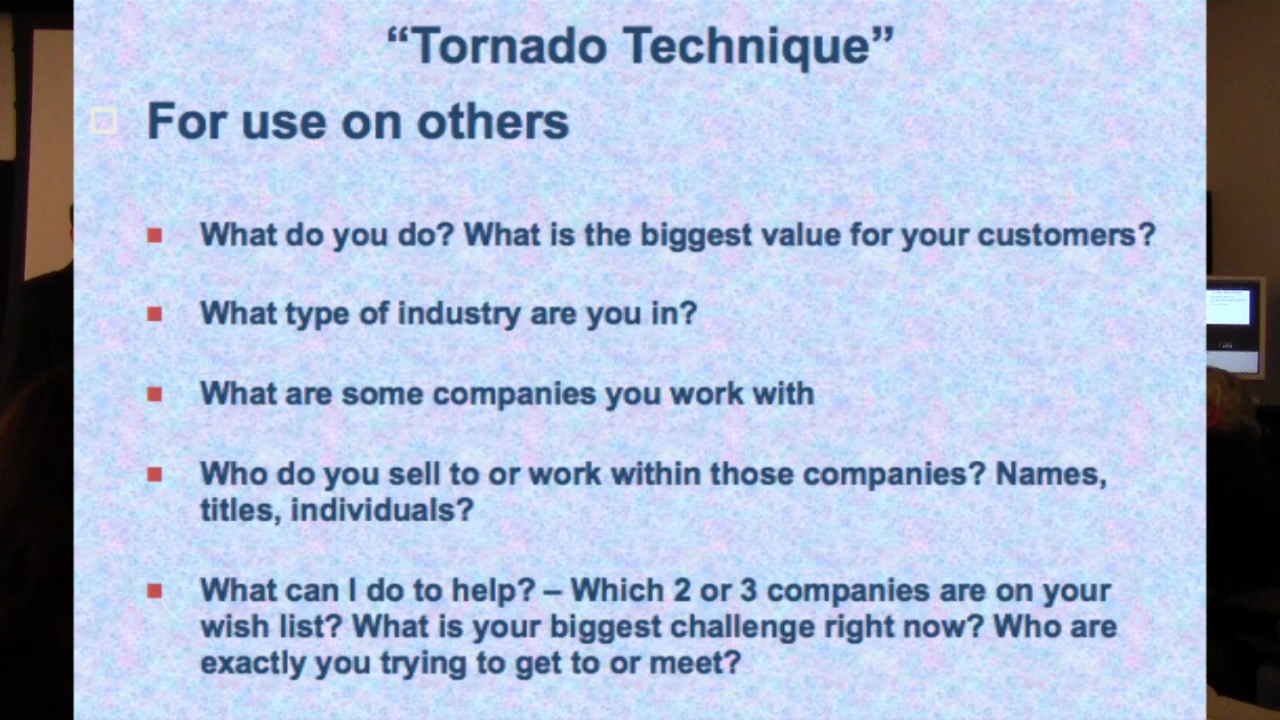 “Tornado Technique”
For use on others
What do you do? What is the biggest value for your customers?
What type of industry are you in?
What are some companies you work with
Who do you sell to or work within those companies? Names,
titles, individuals?
What can I do to help? – Which 2 or 3 companies are on your
wish list? What is your biggest challenge right now? Who are
exactly you trying to get to or meet?